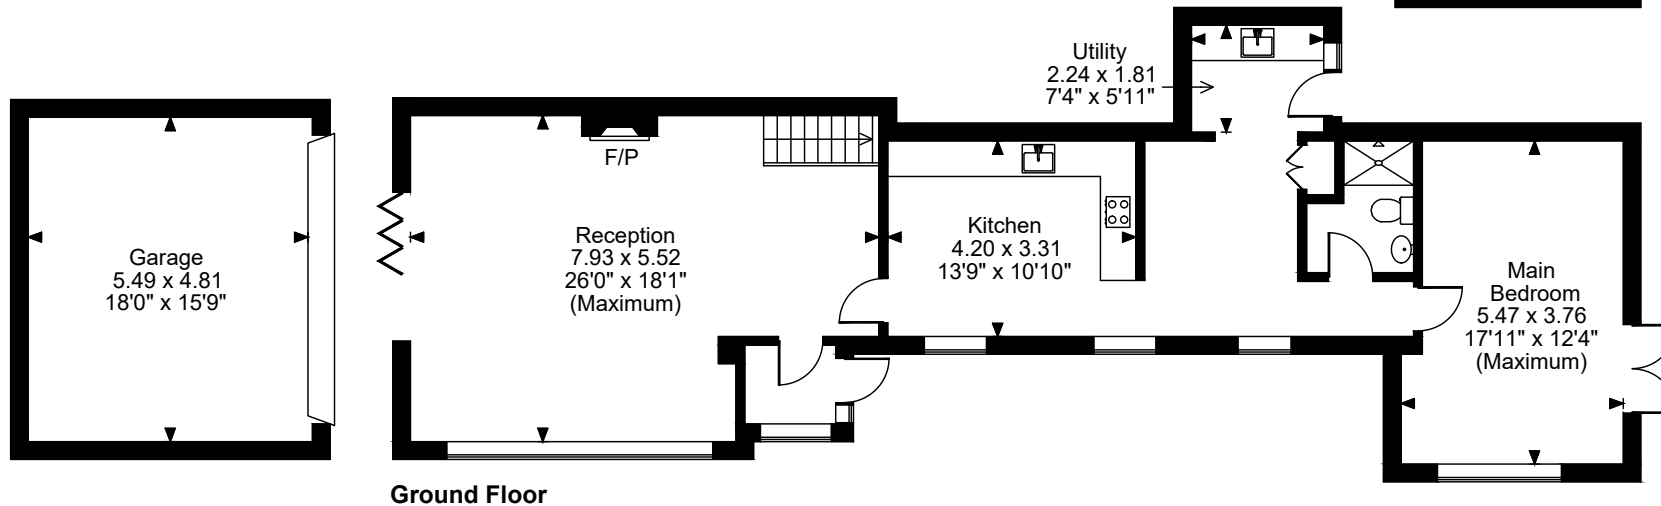 Utility
2.24 x 1.81
7'4" x 5'11"
F/P
Garage
5.49 x 4.81
18'0" x 15'9"
Reception
7.93 x 5.52
26'0" x 18'1"
(Maximum)
Kitchen
4.20 x 3.31
13'9" x 10'10"
Main
Bedroom
5.47 x 3.76
17'11" x 12'4"
(Maximum)
Ground Floor